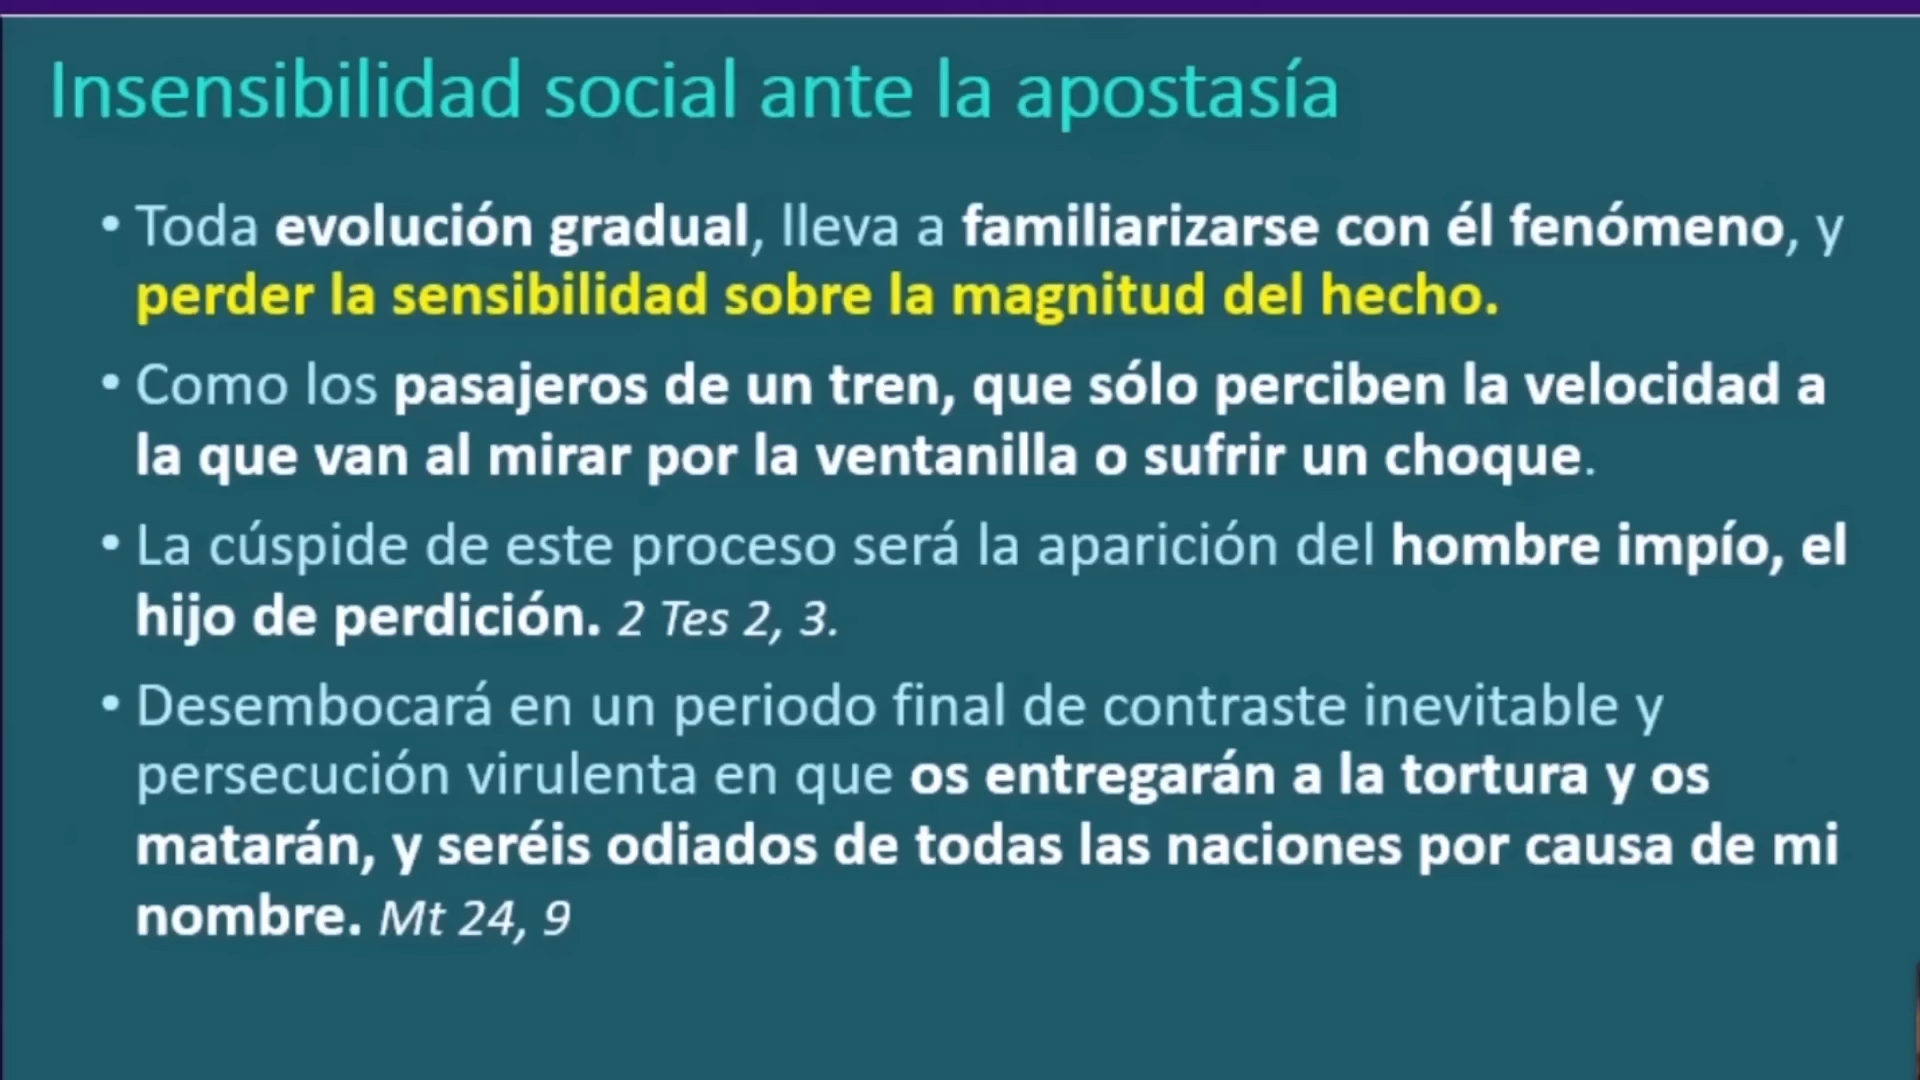 Insensibilidad social ante la apostasía
• Toda evolución gradual, lleva a familiarizarse con él fenómeno, y
perder la sensibilidad sobre la magnitud del hecho.
• Como los pasajeros de un tren, que sólo perciben la velocidad a
la que van al mirar por la ventanilla o sufrir un choque.
• La cúspide de este proceso será la aparición del hombre impío, el
hijo de perdición. 2 Tes 2, 3.
• Desembocará en un periodo final de contraste inevitable y
persecución virulenta en que os entregarán a la tortura y os
matarán, y seréis odiados de todas las naciones por causa de mi
nombre. Mt 24, 9